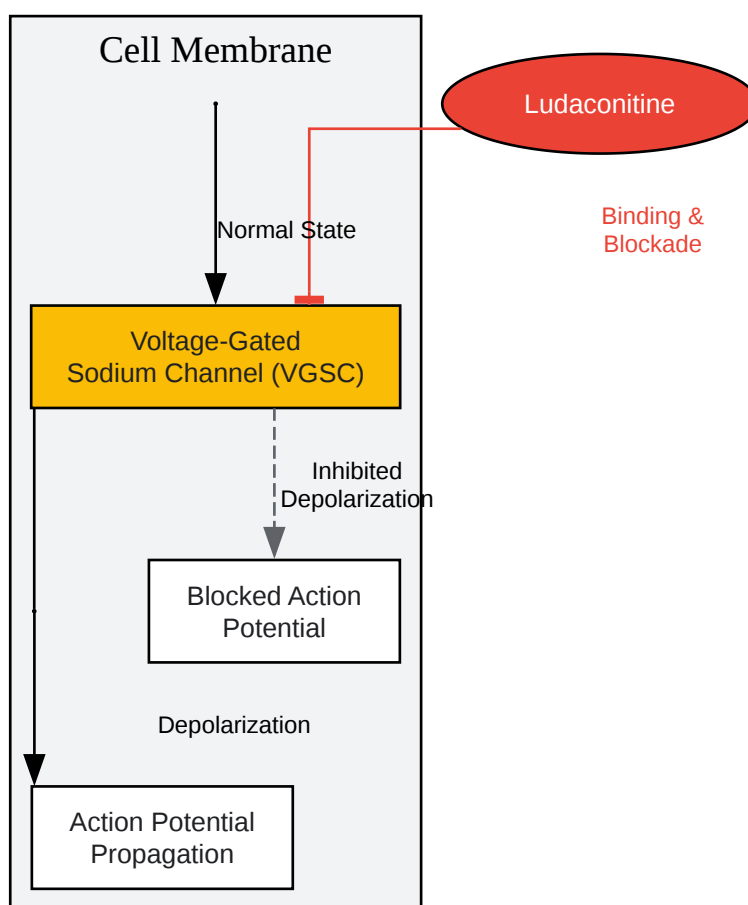 Cell Membrane
Ludaconitine
Binding &
Blockade
Normal State
Voltage-Gated
Sodium Channel (VGSC)
Inhibited
Depolarization
Blocked Action
Potential
Depolarization
Action Potential
Propagation